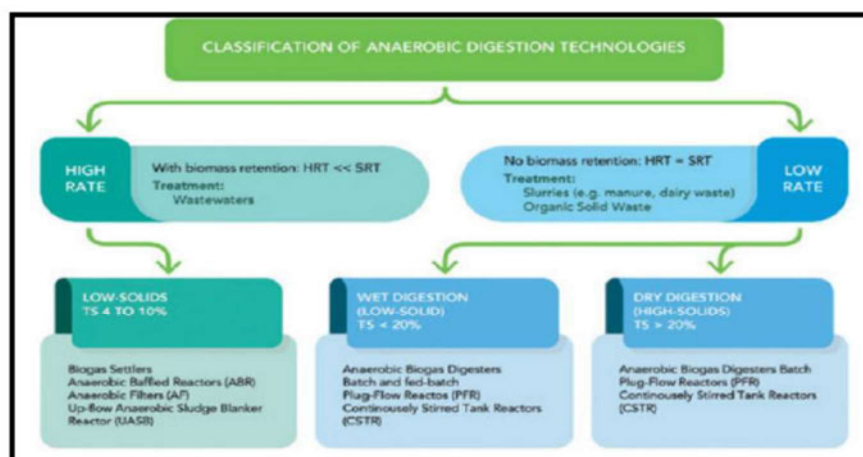 CLASSIFICATION OF ANAEROBIC DIGESTION TECHNOLOGIES
HIGH
RATE
With biomass retention: HRT << SRT
Treatment:
Wastewaters
No biomass retention: HRT = SRT
Treatment:
Slurries (e.g. manure, dairy waste)
Organic Solid Waste
LOW
RATE
LOW-SOLIDS
TS 4 TO 10%
Biogas Settlers
Anaerobic Baffled Reactors (ABR)
Anaerobic Filters (AF)
Up-flow Anaerobic Sludge Blanker
Reactor (UASB)
WET DIGESTION
(LOW-SOLID)
TS < 20%
Anaerobic Biogas Digesters
Batch and fed-batch
Plug-Flow Reactos (PFR)
Continousely Stirred Tank Reactors
(CSTR)
DRY DIGESTION
(HIGH-SOLIDS)
TS > 20%
Anaerobic Biogas Digesters Batch
Plug-Flow Reactors (PFR)
Continousely Stirred Tank Reactors
(CSTR)